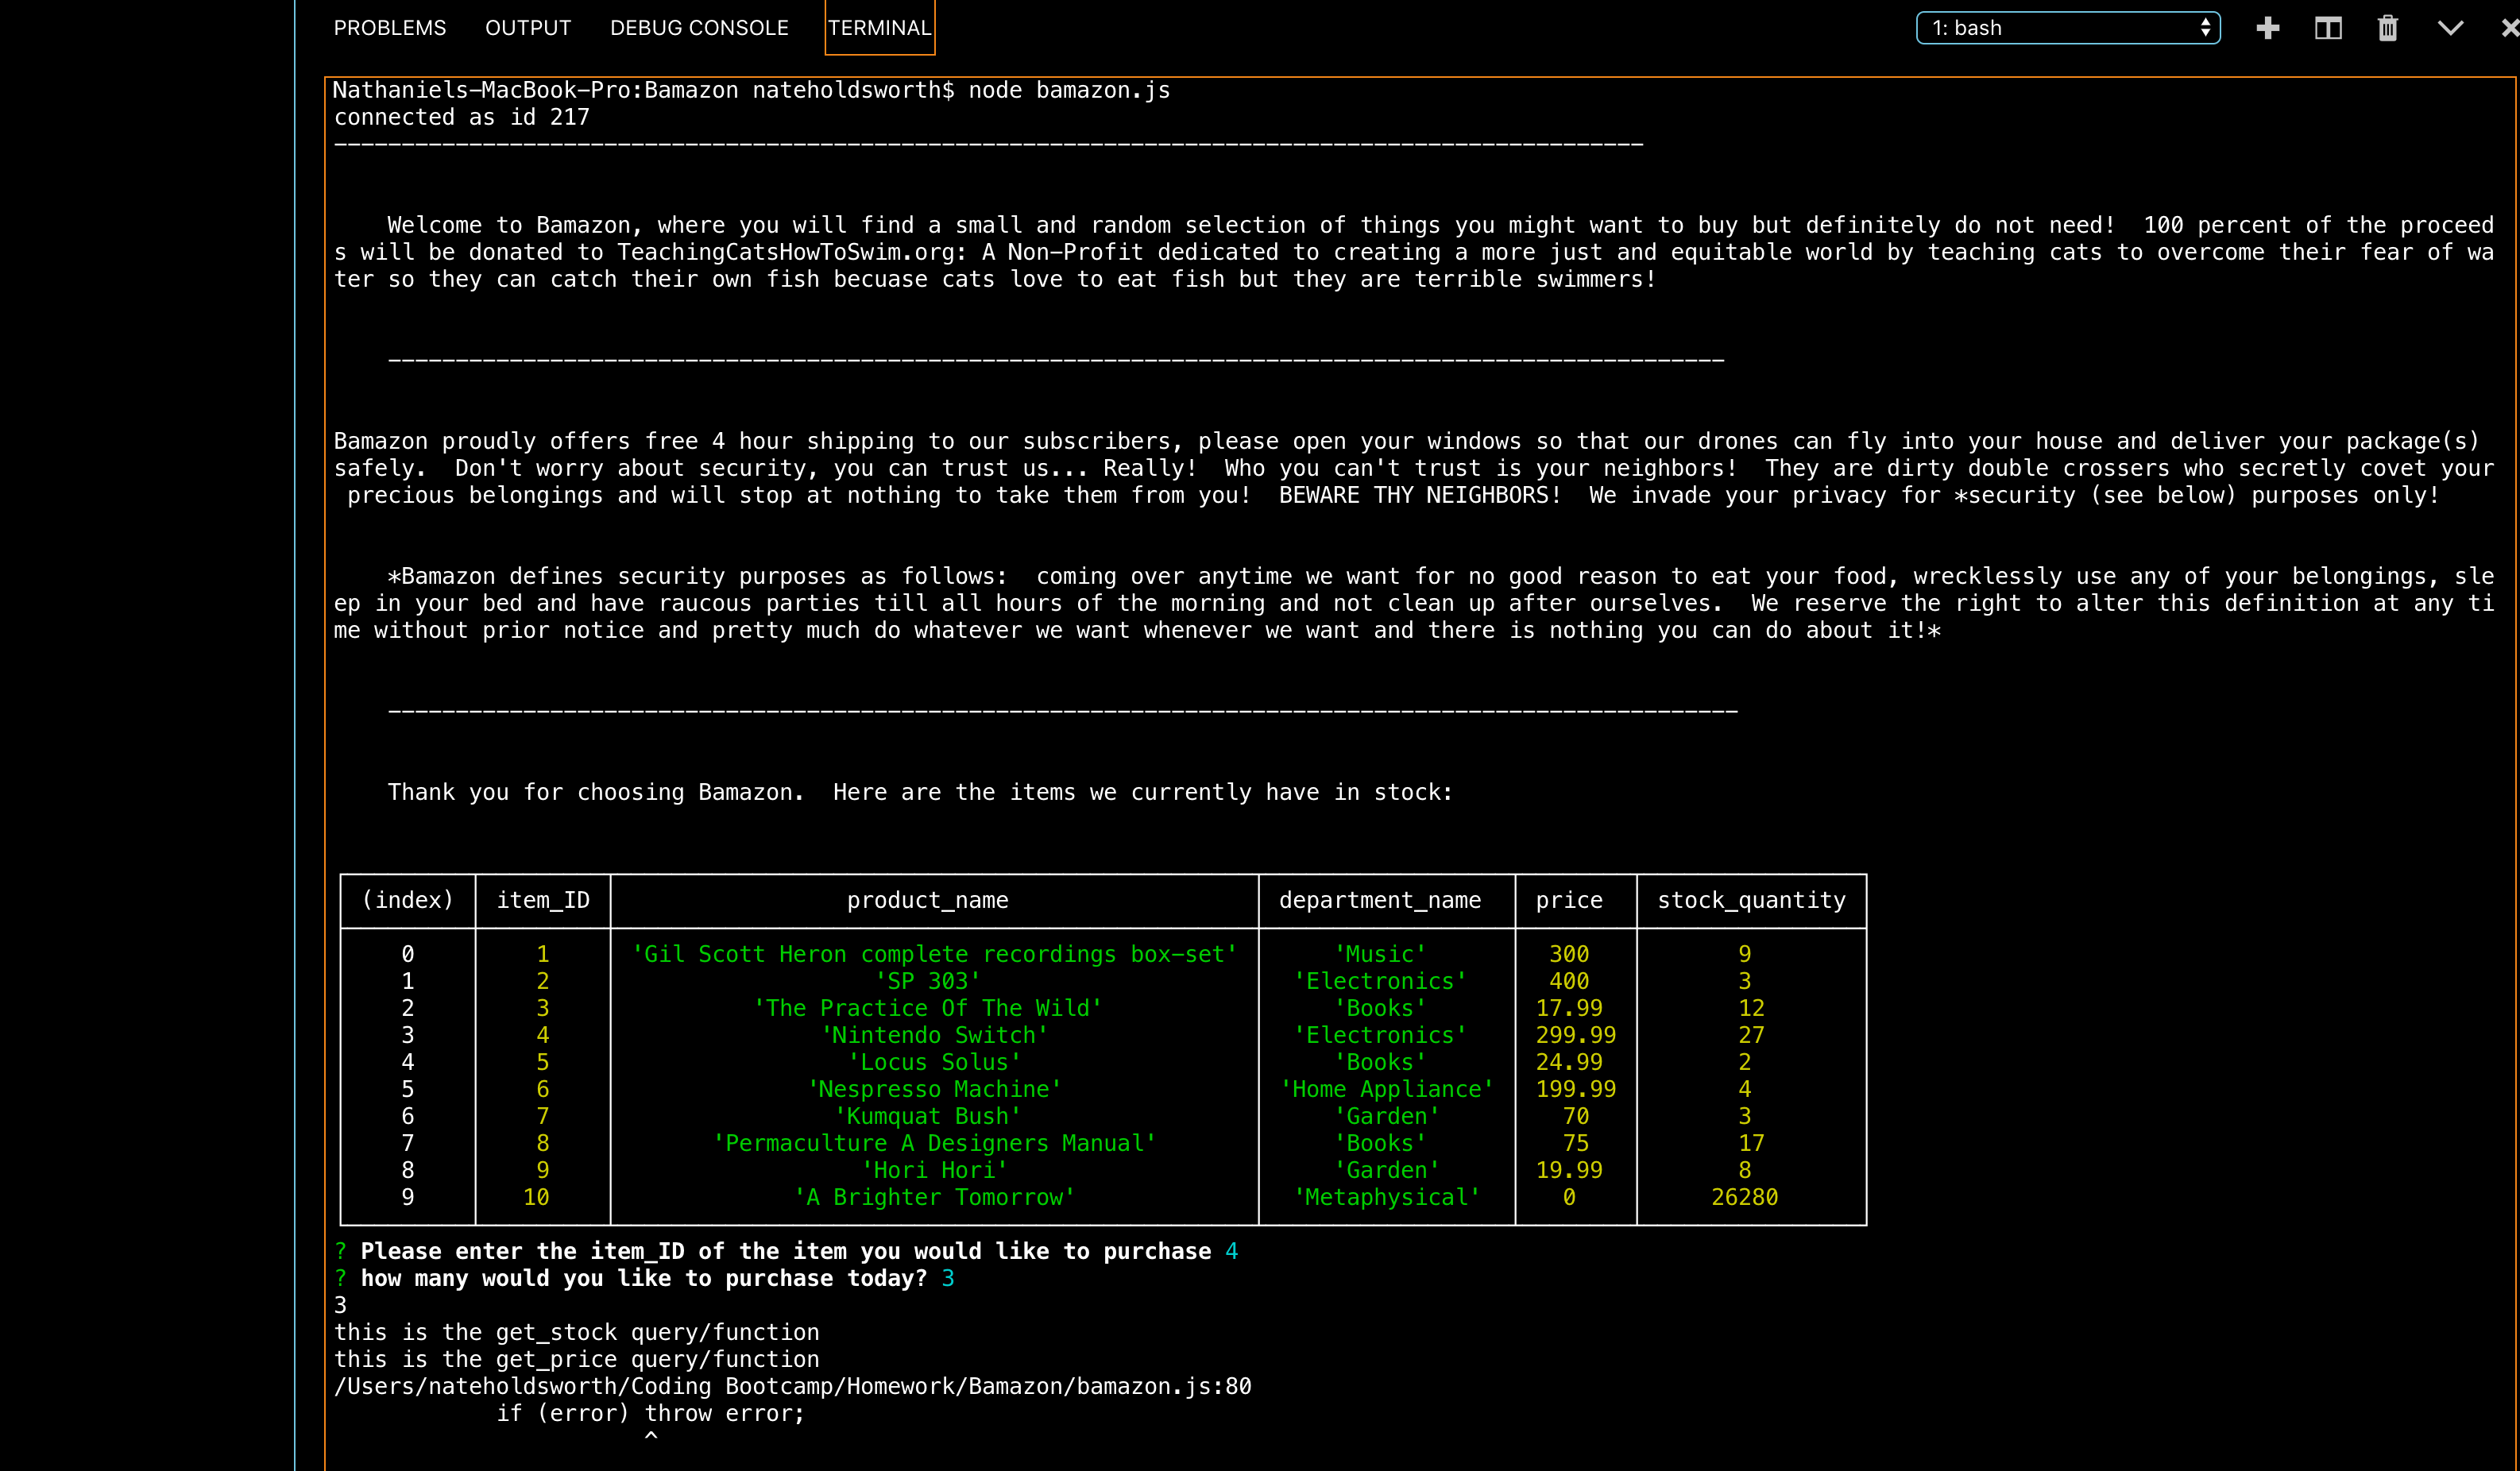 PROBLEMS OUTPUT DEBUG CONSOLE TERMINAL 1: bash
Nathaniels-MacBook-Pro:Bamazon nateholdsworth$ node bamazon.js
connected as id 217
-------------------------------------------------------------------------------------------------
Welcome to Bamazon, where you will find a small and random selection of things you might want to buy but definitely do not need!  100 percent of the proceed
s will be donated to TeachingCatsHowToSwim.org: A Non-Profit dedicated to creating a more just and equitable world by teaching cats to overcome their fear of wa
ter so they can catch their own fish becuase cats love to eat fish but they are terrible swimmers!
---------------------------------------------------------------------------------------------------
Bamazon proudly offers free 4 hour shipping to our subscribers, please open your windows so that our drones can fly into your house and deliver your package(s)
safely.  Don't worry about security, you can trust us... Really!  Who you can't trust is your neighbors!  They are dirty double crossers who secretly covet your
precious belongings and will stop at nothing to take them from you!  BEWARE THY NEIGHBORS!  We invade your privacy for *security (see below) purposes only!
*Bamazon defines security purposes as follows:  coming over anytime we want for no good reason to eat your food, wrecklessly use any of your belongings, sle
ep in your bed and have raucous parties till all hours of the morning and not clean up after ourselves.  We reserve the right to alter this definition at any ti
me without prior notice and pretty much do whatever we want whenever we want and there is nothing you can do about it!*
----------------------------------------------------------------------------------------------------
Thank you for choosing Bamazon.  Here are the items we currently have in stock:
(index) item_ID product_name department_name price stock_quantity
0 1 'Gil Scott Heron complete recordings box-set' 'Music' 300 9
1 2 'SP 303' 'Electronics' 400 3
2 3 'The Practice Of The Wild' 'Books' 17.99 12
3 4 'Nintendo Switch' 'Electronics' 299.99 27
4 5 'Locus Solus' 'Books' 24.99 2
5 6 'Nespresso Machine' 'Home Appliance' 199.99 4
6 7 'Kumquat Bush' 'Garden' 70 3
7 8 'Permaculture A Designers Manual' 'Books' 75 17
8 9 'Hori Hori' 'Garden' 19.99 8
9 10 'A Brighter Tomorrow' 'Metaphysical' 0 26280
? Please enter the item_ID of the item you would like to purchase 4
? how many would you like to purchase today? 3
3
this is the get_stock query/function
this is the get_price query/function
/Users/nateholdsworth/Coding Bootcamp/Homework/Bamazon/bamazon.js:80
if (error) throw error;
^